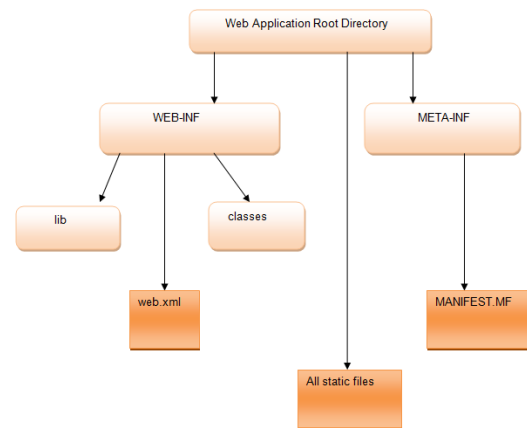 Web Application Root Directory
WEB-INF
META-INF
lib
classes
web.xml
MANIFEST.MF
All static files